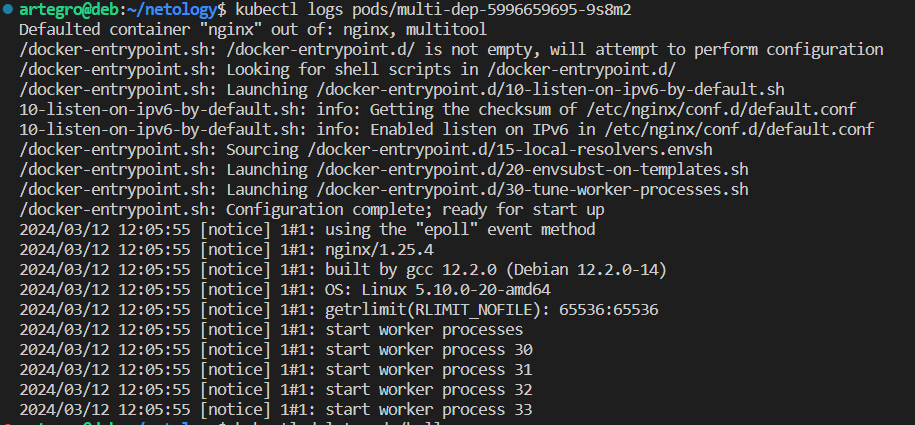 artegro@deb:~/netology$ kubectl logs pods/multi-dep-5996659695-9s8m2
Defaulted container "nginx" out of: nginx, multitool
/docker-entrypoint.sh: /docker-entrypoint.d/ is not empty, will attempt to perform configuration
/docker-entrypoint.sh: Looking for shell scripts in /docker-entrypoint.d/
/docker-entrypoint.sh: Launching /docker-entrypoint.d/10-listen-on-ipv6-by-default.sh
10-listen-on-ipv6-by-default.sh: info: Getting the checksum of /etc/nginx/conf.d/default.conf
10-listen-on-ipv6-by-default.sh: info: Enabled listen on IPv6 in /etc/nginx/conf.d/default.conf
/docker-entrypoint.sh: Sourcing /docker-entrypoint.d/15-local-resolvers.envsh
/docker-entrypoint.sh: Launching /docker-entrypoint.d/20-envsubst-on-templates.sh
/docker-entrypoint.sh: Launching /docker-entrypoint.d/30-tune-worker-processes.sh
/docker-entrypoint.sh: Configuration complete; ready for start up
2024/03/12 12:05:55 [notice] 1#1: using the "epoll" event method
2024/03/12 12:05:55 [notice] 1#1: nginx/1.25.4
2024/03/12 12:05:55 [notice] 1#1: built by gcc 12.2.0 (Debian 12.2.0-14)
2024/03/12 12:05:55 [notice] 1#1: OS: Linux 5.10.0-20-amd64
2024/03/12 12:05:55 [notice] 1#1: getrlimit(RLIMIT_NOFILE): 65536:65536
2024/03/12 12:05:55 [notice] 1#1: start worker processes
2024/03/12 12:05:55 [notice] 1#1: start worker process 30
2024/03/12 12:05:55 [notice] 1#1: start worker process 31
2024/03/12 12:05:55 [notice] 1#1: start worker process 32
2024/03/12 12:05:55 [notice] 1#1: start worker process 33